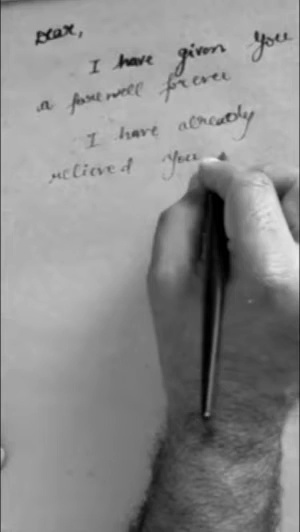 Dear,
I have given you
a farewell forever
I have already
relieved you